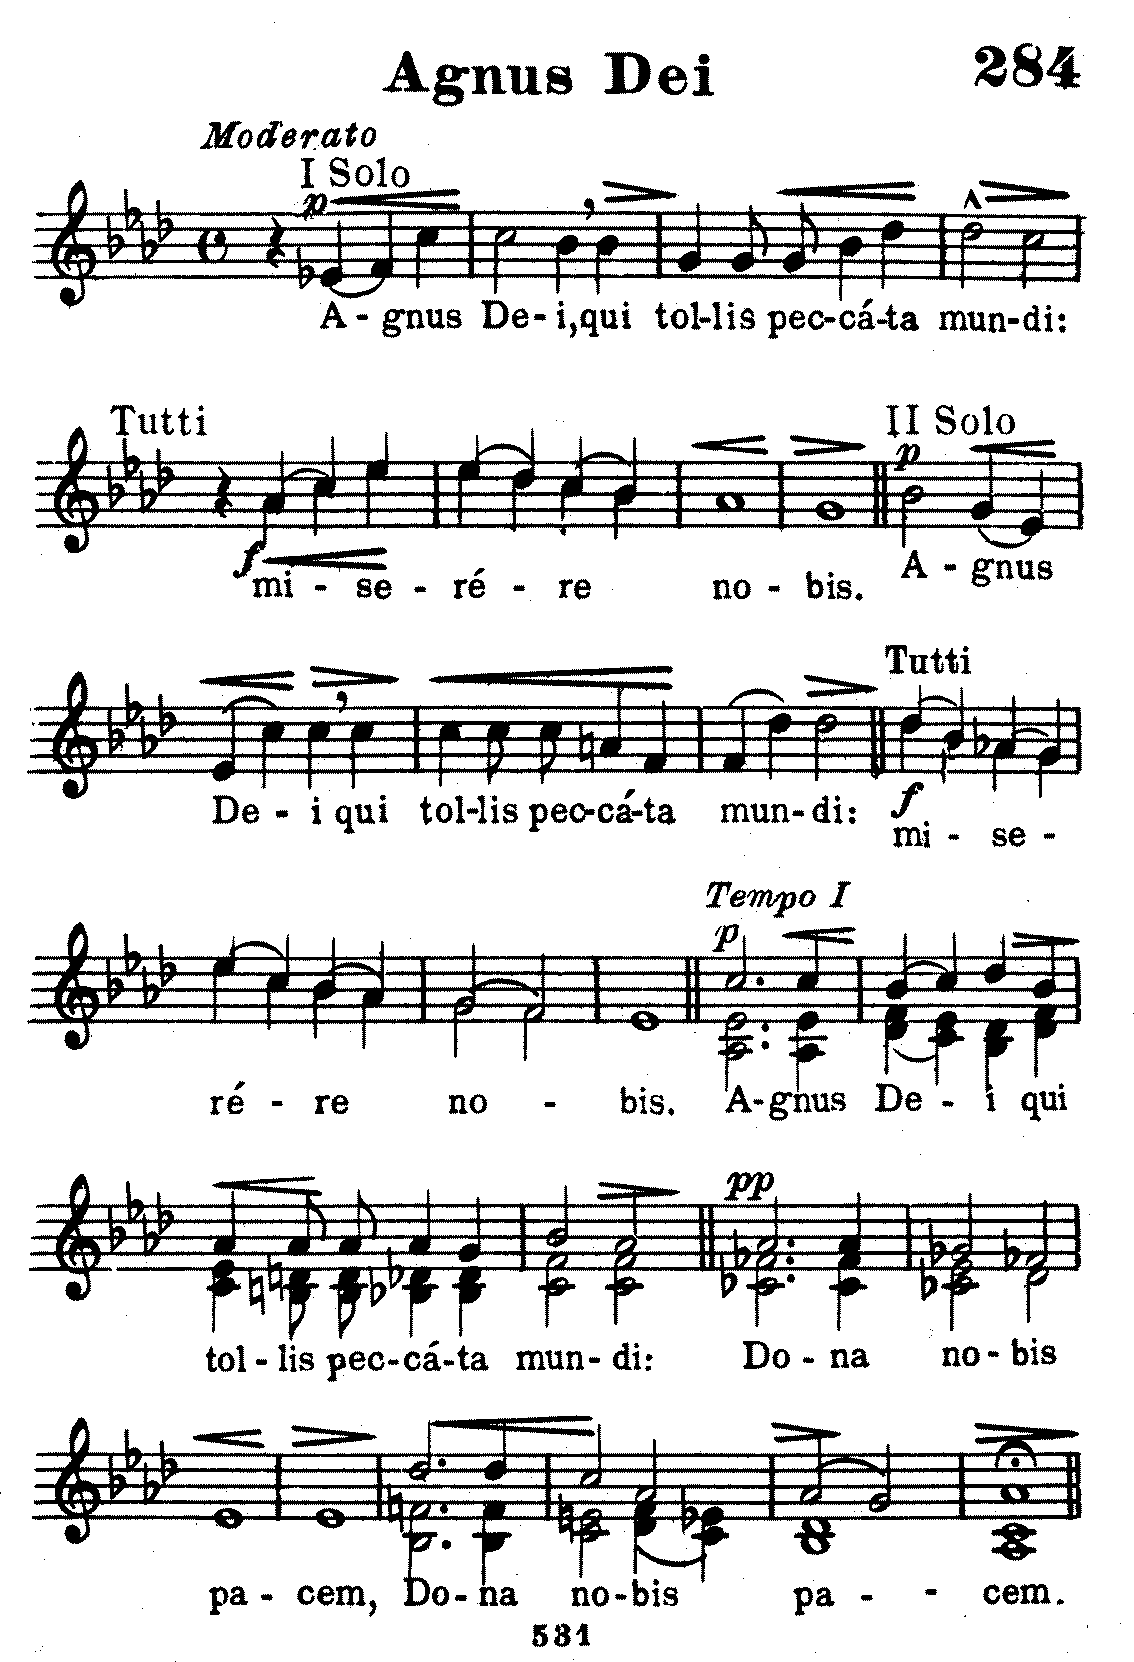 Agnus Dei 284
Moderato
I Solo
p
A - gnus De - i, qui tol-lis pec-cá-ta mun-di:
Tutti II Solo
p
f
mi - se - ré - re no - bis. A - gnus
Tutti
De - i qui tol-lis pec-cá-ta mun-di: f
mi - se -
Tempo I
p
ré - re no - bis. A-gnus De - i qui
pp
tol - lis pec-cá-ta mun - di: Do - na no - bis
pa - cem, Do - na no - bis pa - - cem.
531